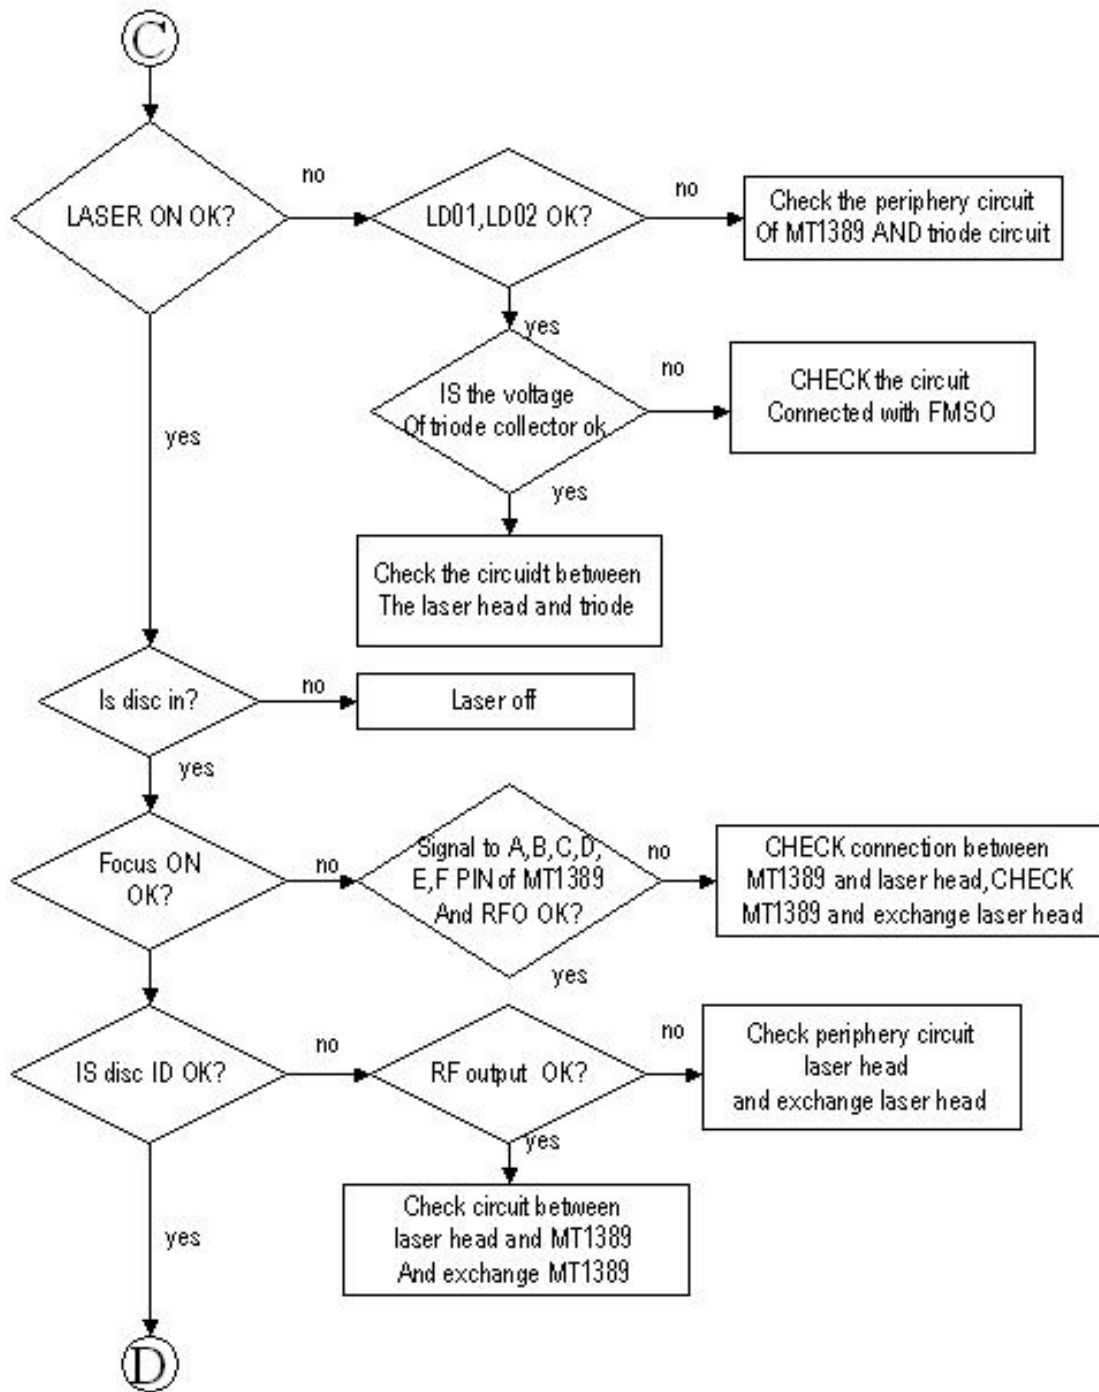 C
LASER ON OK?
no
LD01,LD02 OK?
no
Check the periphery circuit
Of MT1389 AND triode circuit
yes
IS the voltage
Of triode collector ok
no
CHECK the circuit
Connected with FMSO
yes
yes
Check the circuidt between
The laser head and triode
Is disc in?
no
Laser off
yes
Focus ON
OK?
no
Signal to A,B,C,D,
E,F PIN of MT1389
And RFO OK?
no
CHECK connection between
MT1389 and laser head,CHECK
MT1389 and exchange laser head
yes
IS disc ID OK?
no
RF output OK?
no
Check periphery circuit
laser head
and exchange laser head
yes
Check circuit between
laser head and MT1389
And exchange MT1389
yes
D